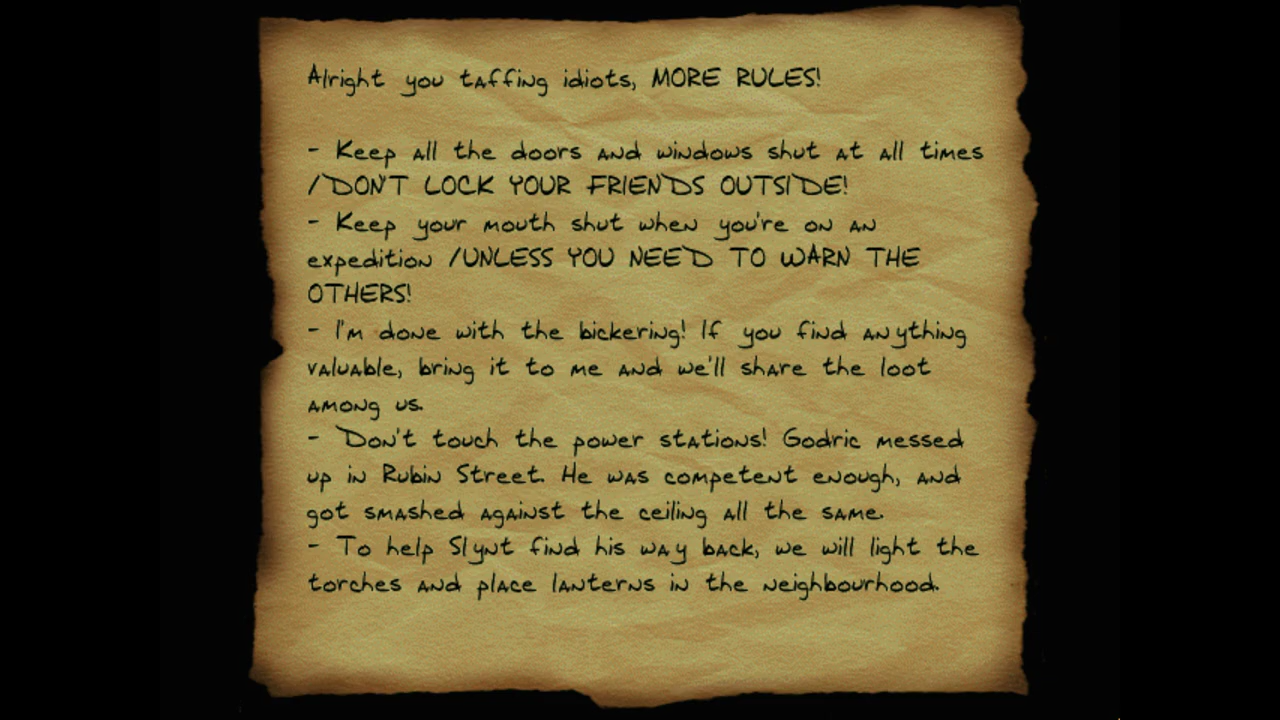 Alright you taffing idiots, MORE RULES!
- Keep all the doors and windows shut at all times
/DON'T LOCK YOUR FRIENDS OUTSIDE!
- Keep your mouth shut when you're on an
expedition /UNLESS YOU NEED TO WARN THE
OTHERS!
- I'm done with the bickering! If you find anything
valuable, bring it to me and we'll share the loot
among us.
- Don't touch the power stations! Godric messed
up in Rubin Street. He was competent enough, and
got smashed against the ceiling all the same.
- To help Slynt find his way back, we will light the
torches and place lanterns in the neighbourhood.